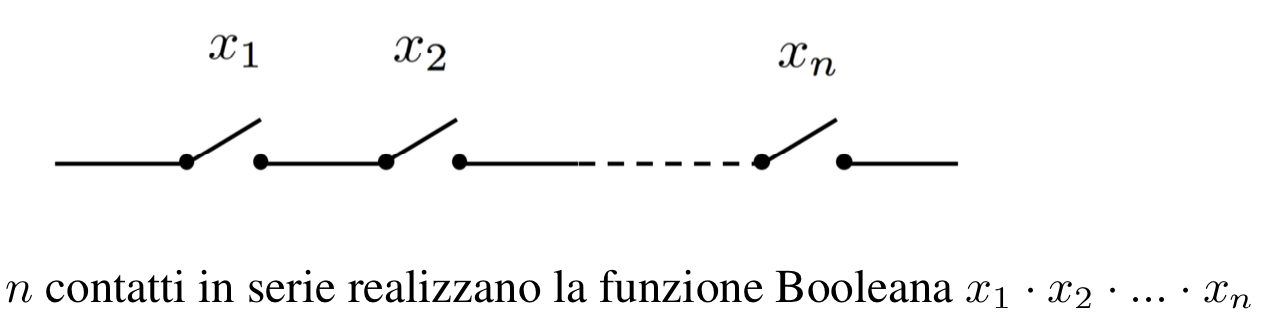 x₁ x₂ xₙ
n contatti in serie realizzano la funzione Booleana x₁ · x₂ · ... · xₙ